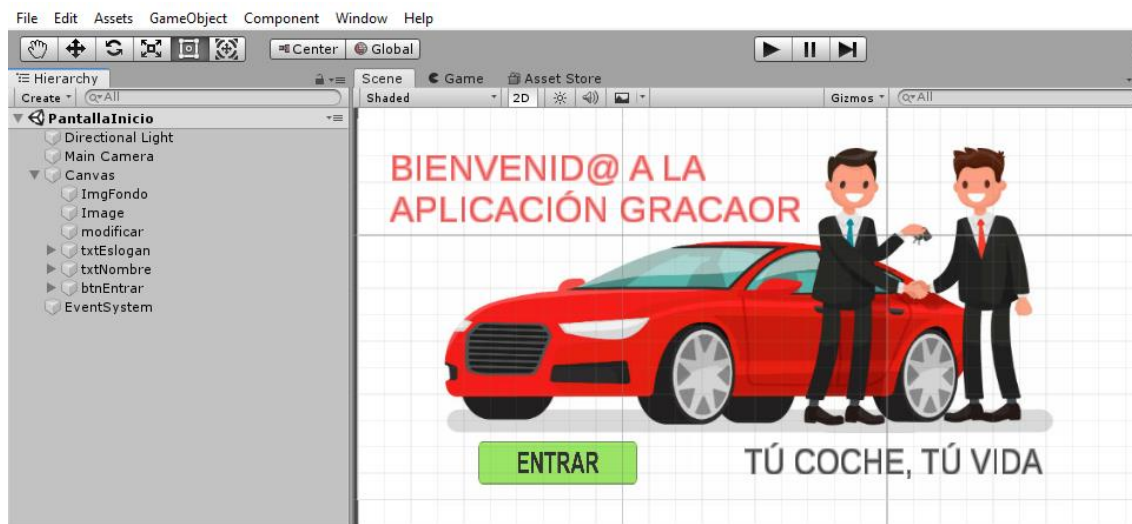 File Edit Assets GameObject Component Window Help
Center Global
Hierarchy Scene Game Asset Store
Create All Shaded 2D Gizmos All
PantallaInicio
Directional Light
Main Camera
Canvas
ImgFondo
Image
modificar
txtEslogan
txtNombre
btnEntrar
EventSystem
BIENVENID@ A LA
APLICACIÓN GRACAOR
ENTRAR
TÚ COCHE, TÚ VIDA